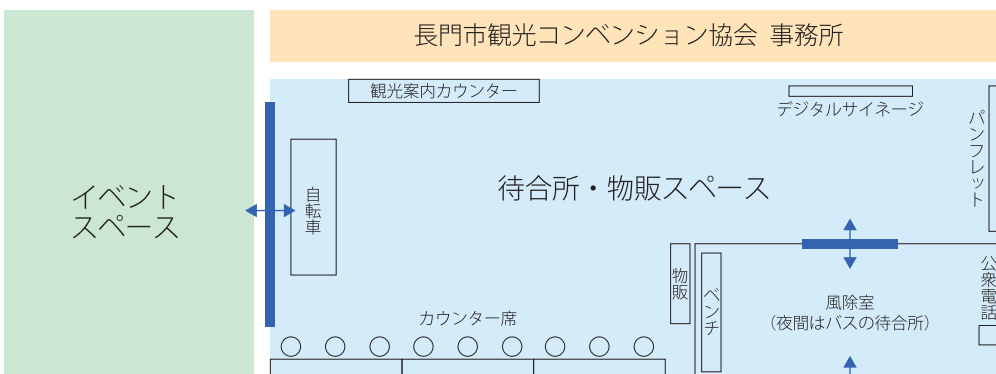 長門市観光コンベンション協会 事務所
観光案内カウンター
デジタルサイネージ
パンフレット
イベント
スペース
自転車
待合所・物販スペース
物販
ベンチ
風除室
（夜間はバスの待合所）
公衆電話
カウンター席